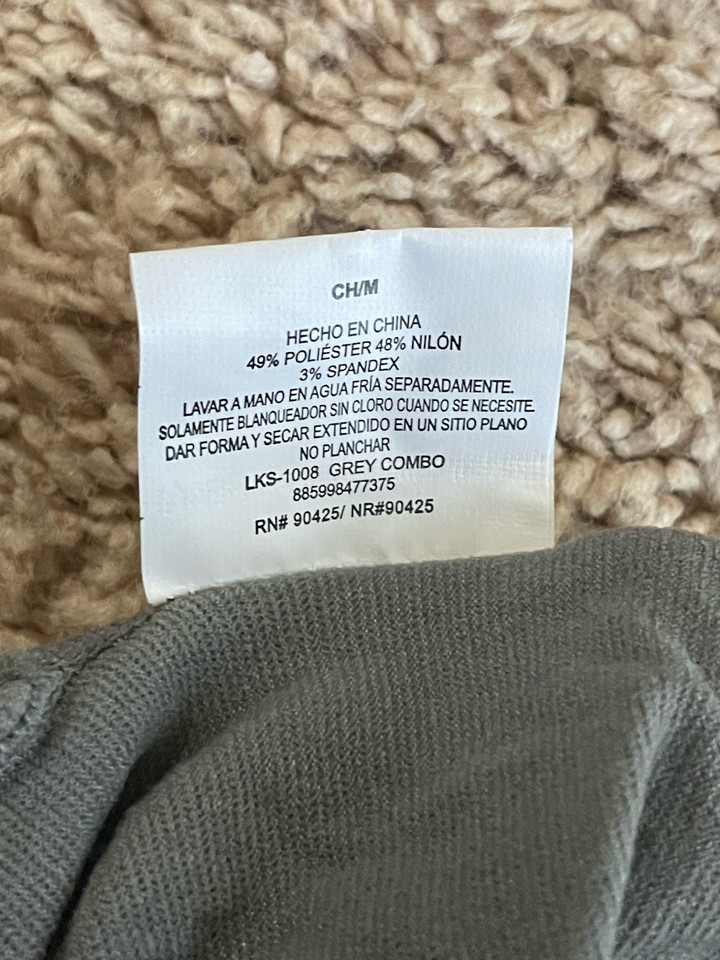 CH/M
HECHO EN CHINA
49% POLIÉSTER 48% NILÓN
3% SPANDEX
LAVAR A MANO EN AGUA FRÍA SEPARADAMENTE.
SOLAMENTE BLANQUEADOR SIN CLORO CUANDO SE NECESITE.
DAR FORMA Y SECAR EXTENDIDO EN UN SITIO PLANO
NO PLANCHAR
LKS-1008 GREY COMBO
885998477375
RN# 90425/ NR#90425